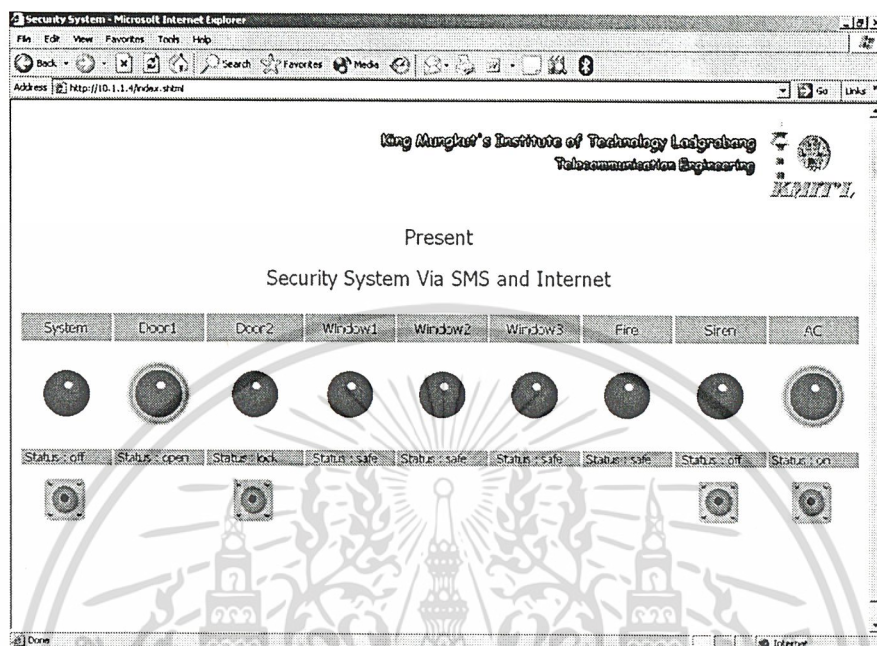 Security System - Microsoft Internet Explorer
File Edit View Favorites Tools Help
Back Search Favorites Media
Address http://10.1.1.4/index.shtml Go Links
King Mungkut's Institute of Technology Ladgrabang
Telecommunication Engineering
KMITL
Present
Security System Via SMS and Internet
System Door1 Door2 Window1 Window2 Window3 Fire Siren AC
Status : off Status : open Status : lock Status : safe Status : safe Status : safe Status : safe Status : off Status : on
Done Internet